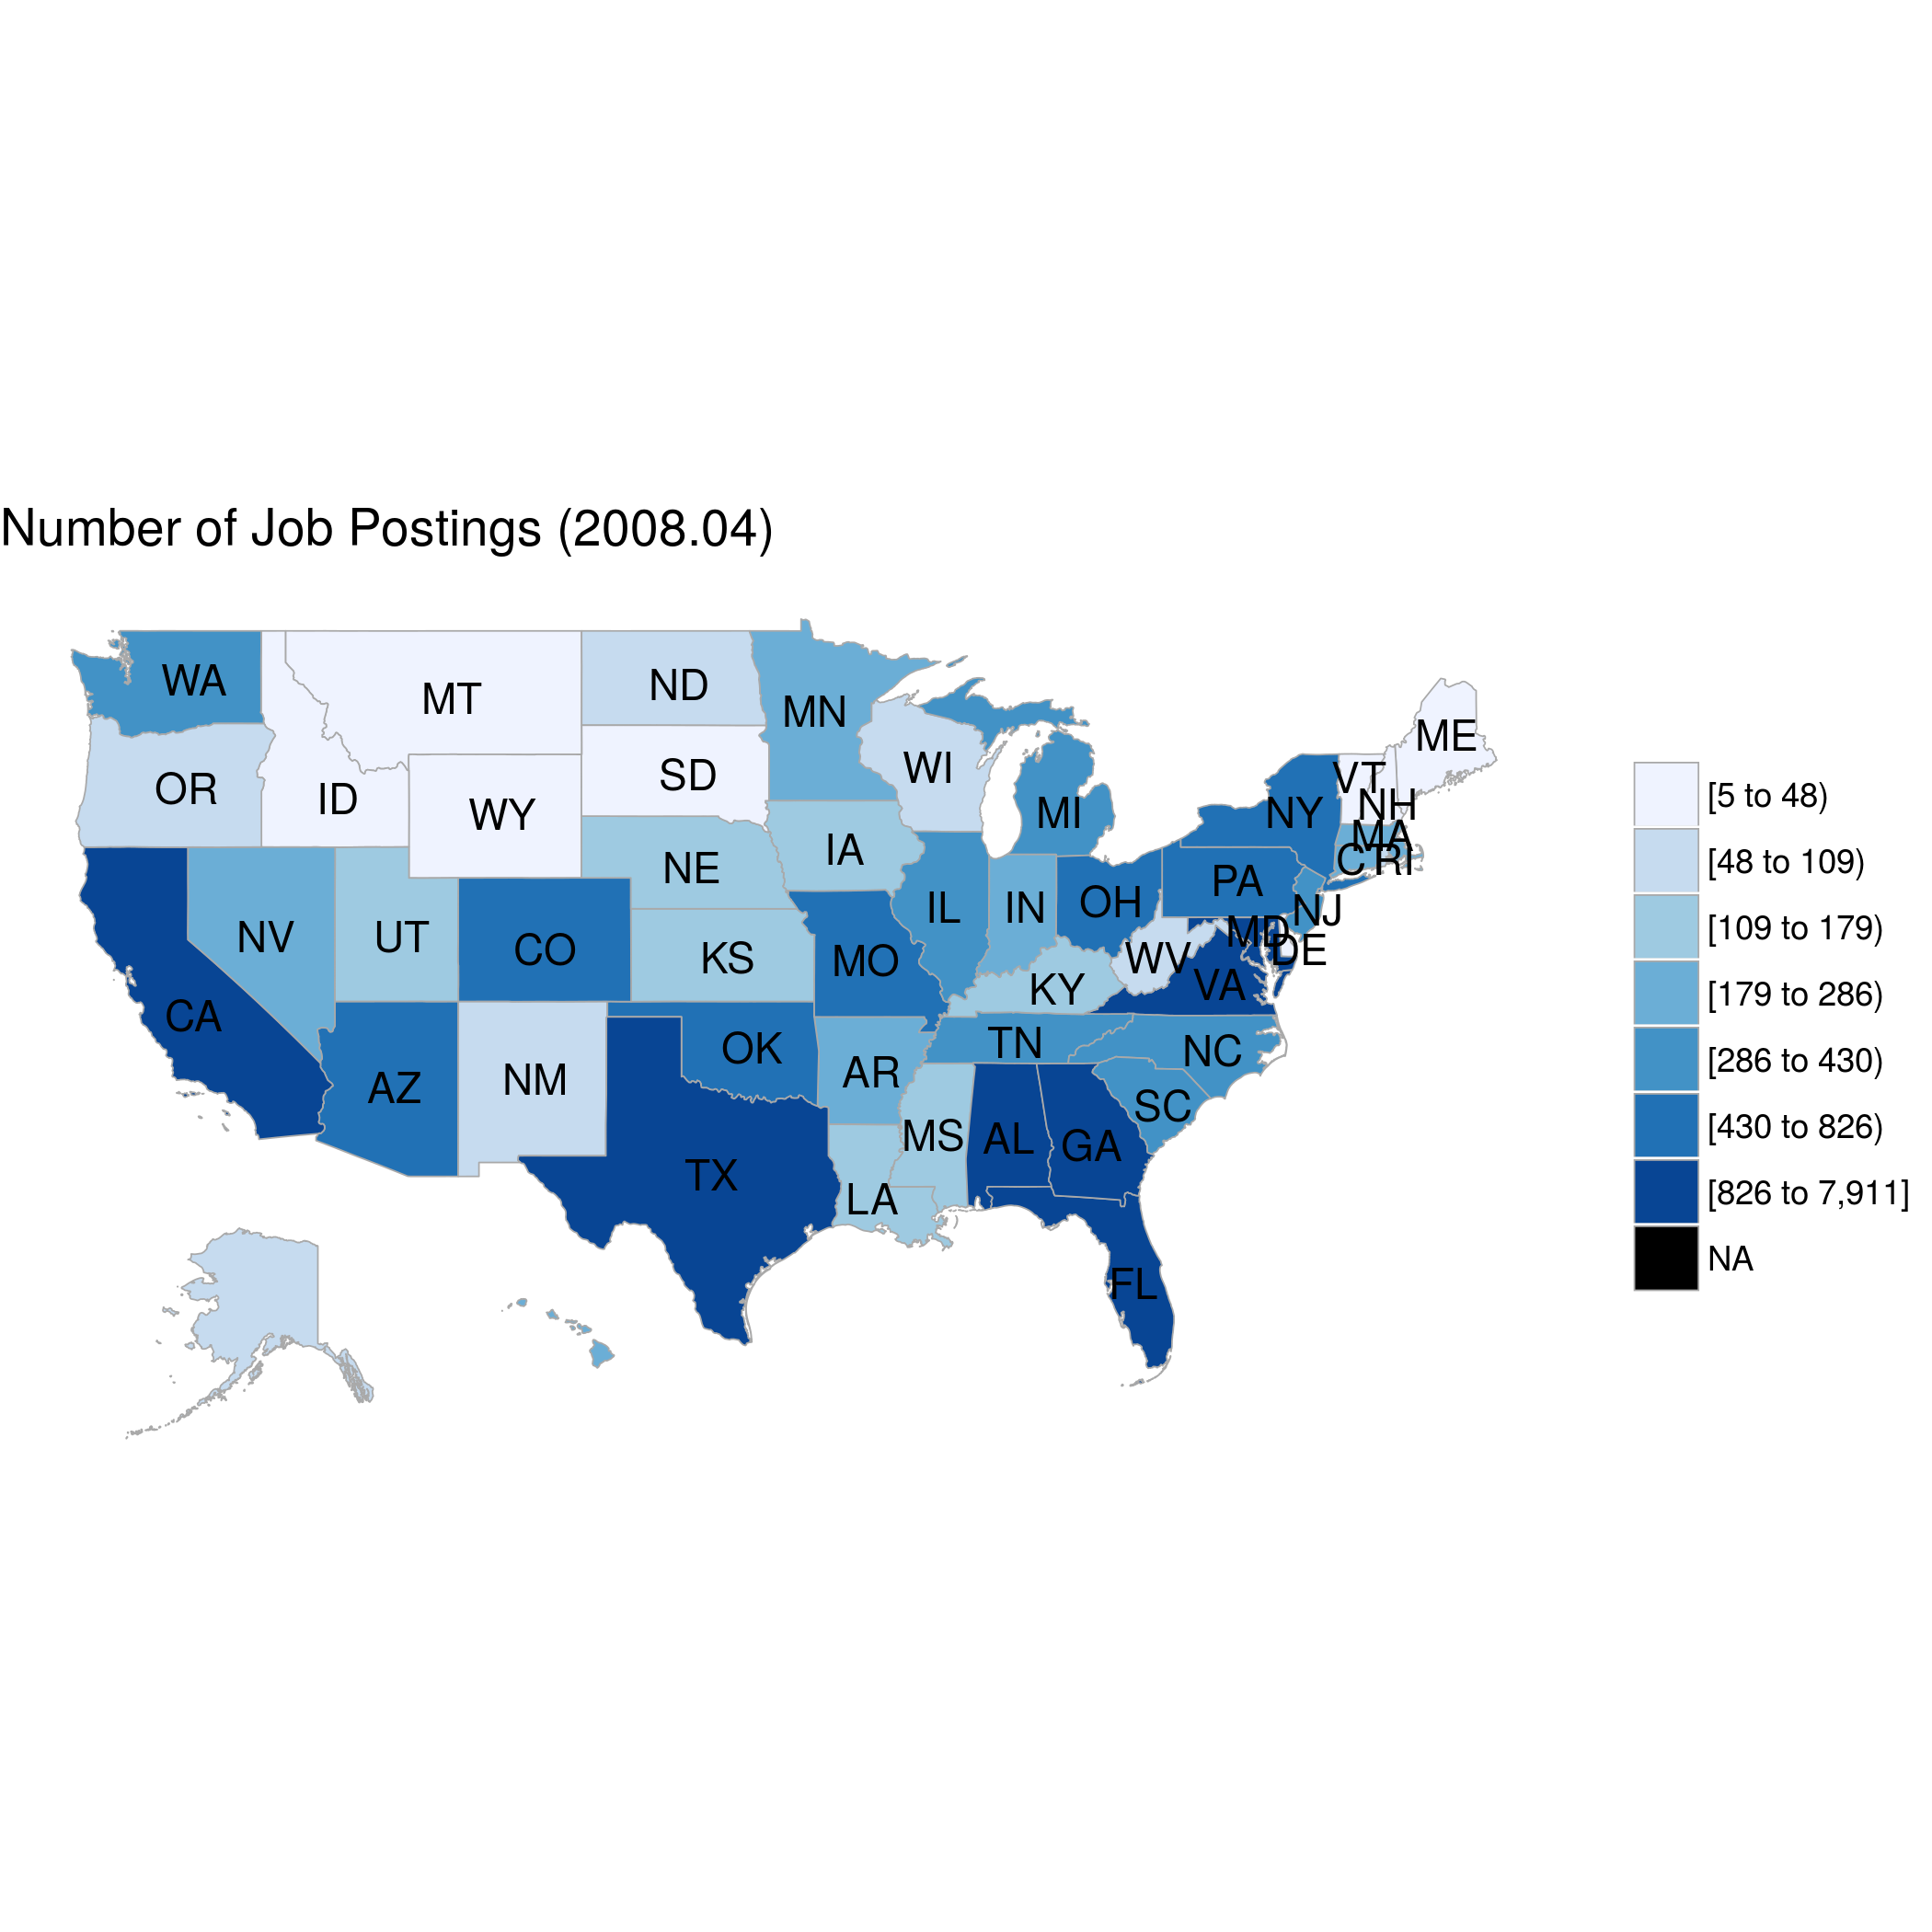 Number of Job Postings (2008.04)
WA
MT
ND
MN
OR
ID
WY
SD
WI
MI
ME
VT
NH
NY
MA
CT
RI
NE
IA
PA
IL
IN
OH
NJ
NV
UT
CO
KS
MO
WV
MD
DE
KY
VA
CA
TN
NC
OK
AR
AZ
NM
SC
MS
AL
GA
TX
LA
FL
[5 to 48)
[48 to 109)
[109 to 179)
[179 to 286)
[286 to 430)
[430 to 826)
[826 to 7,911]
NA